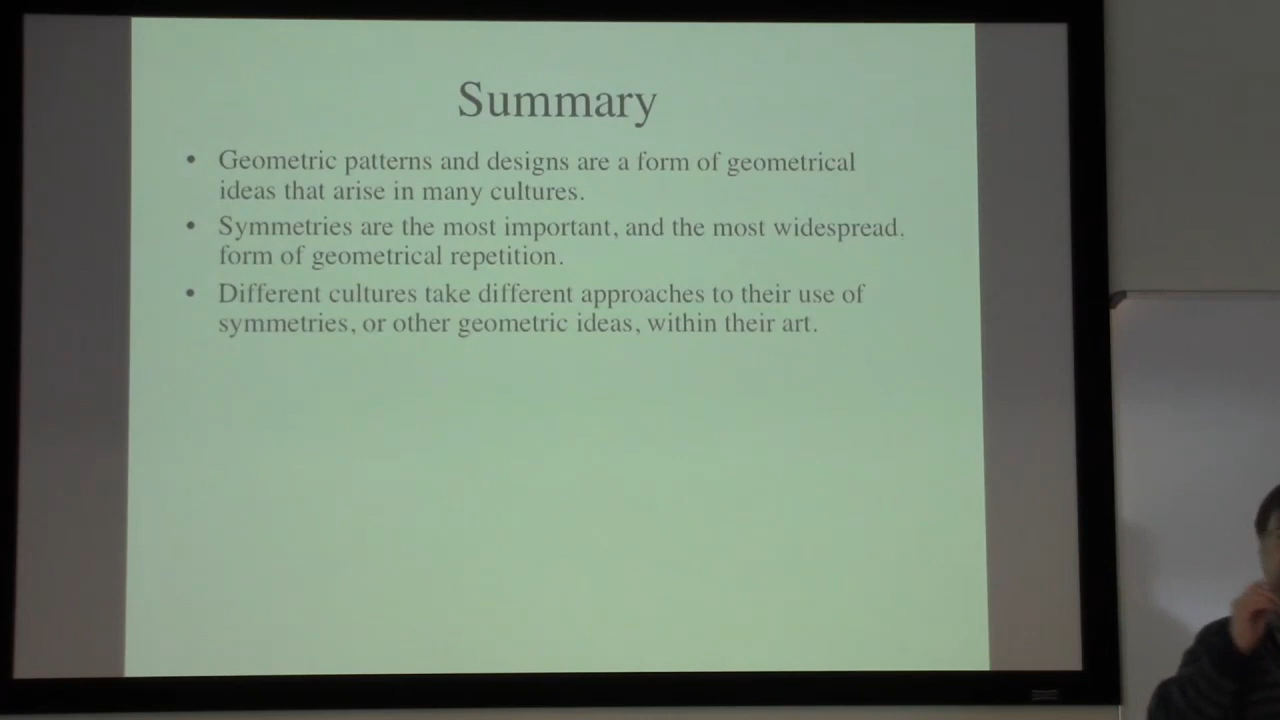 Summary
• Geometric patterns and designs are a form of geometrical
ideas that arise in many cultures.
• Symmetries are the most important, and the most widespread,
form of geometrical repetition.
• Different cultures take different approaches to their use of
symmetries, or other geometric ideas, within their art.